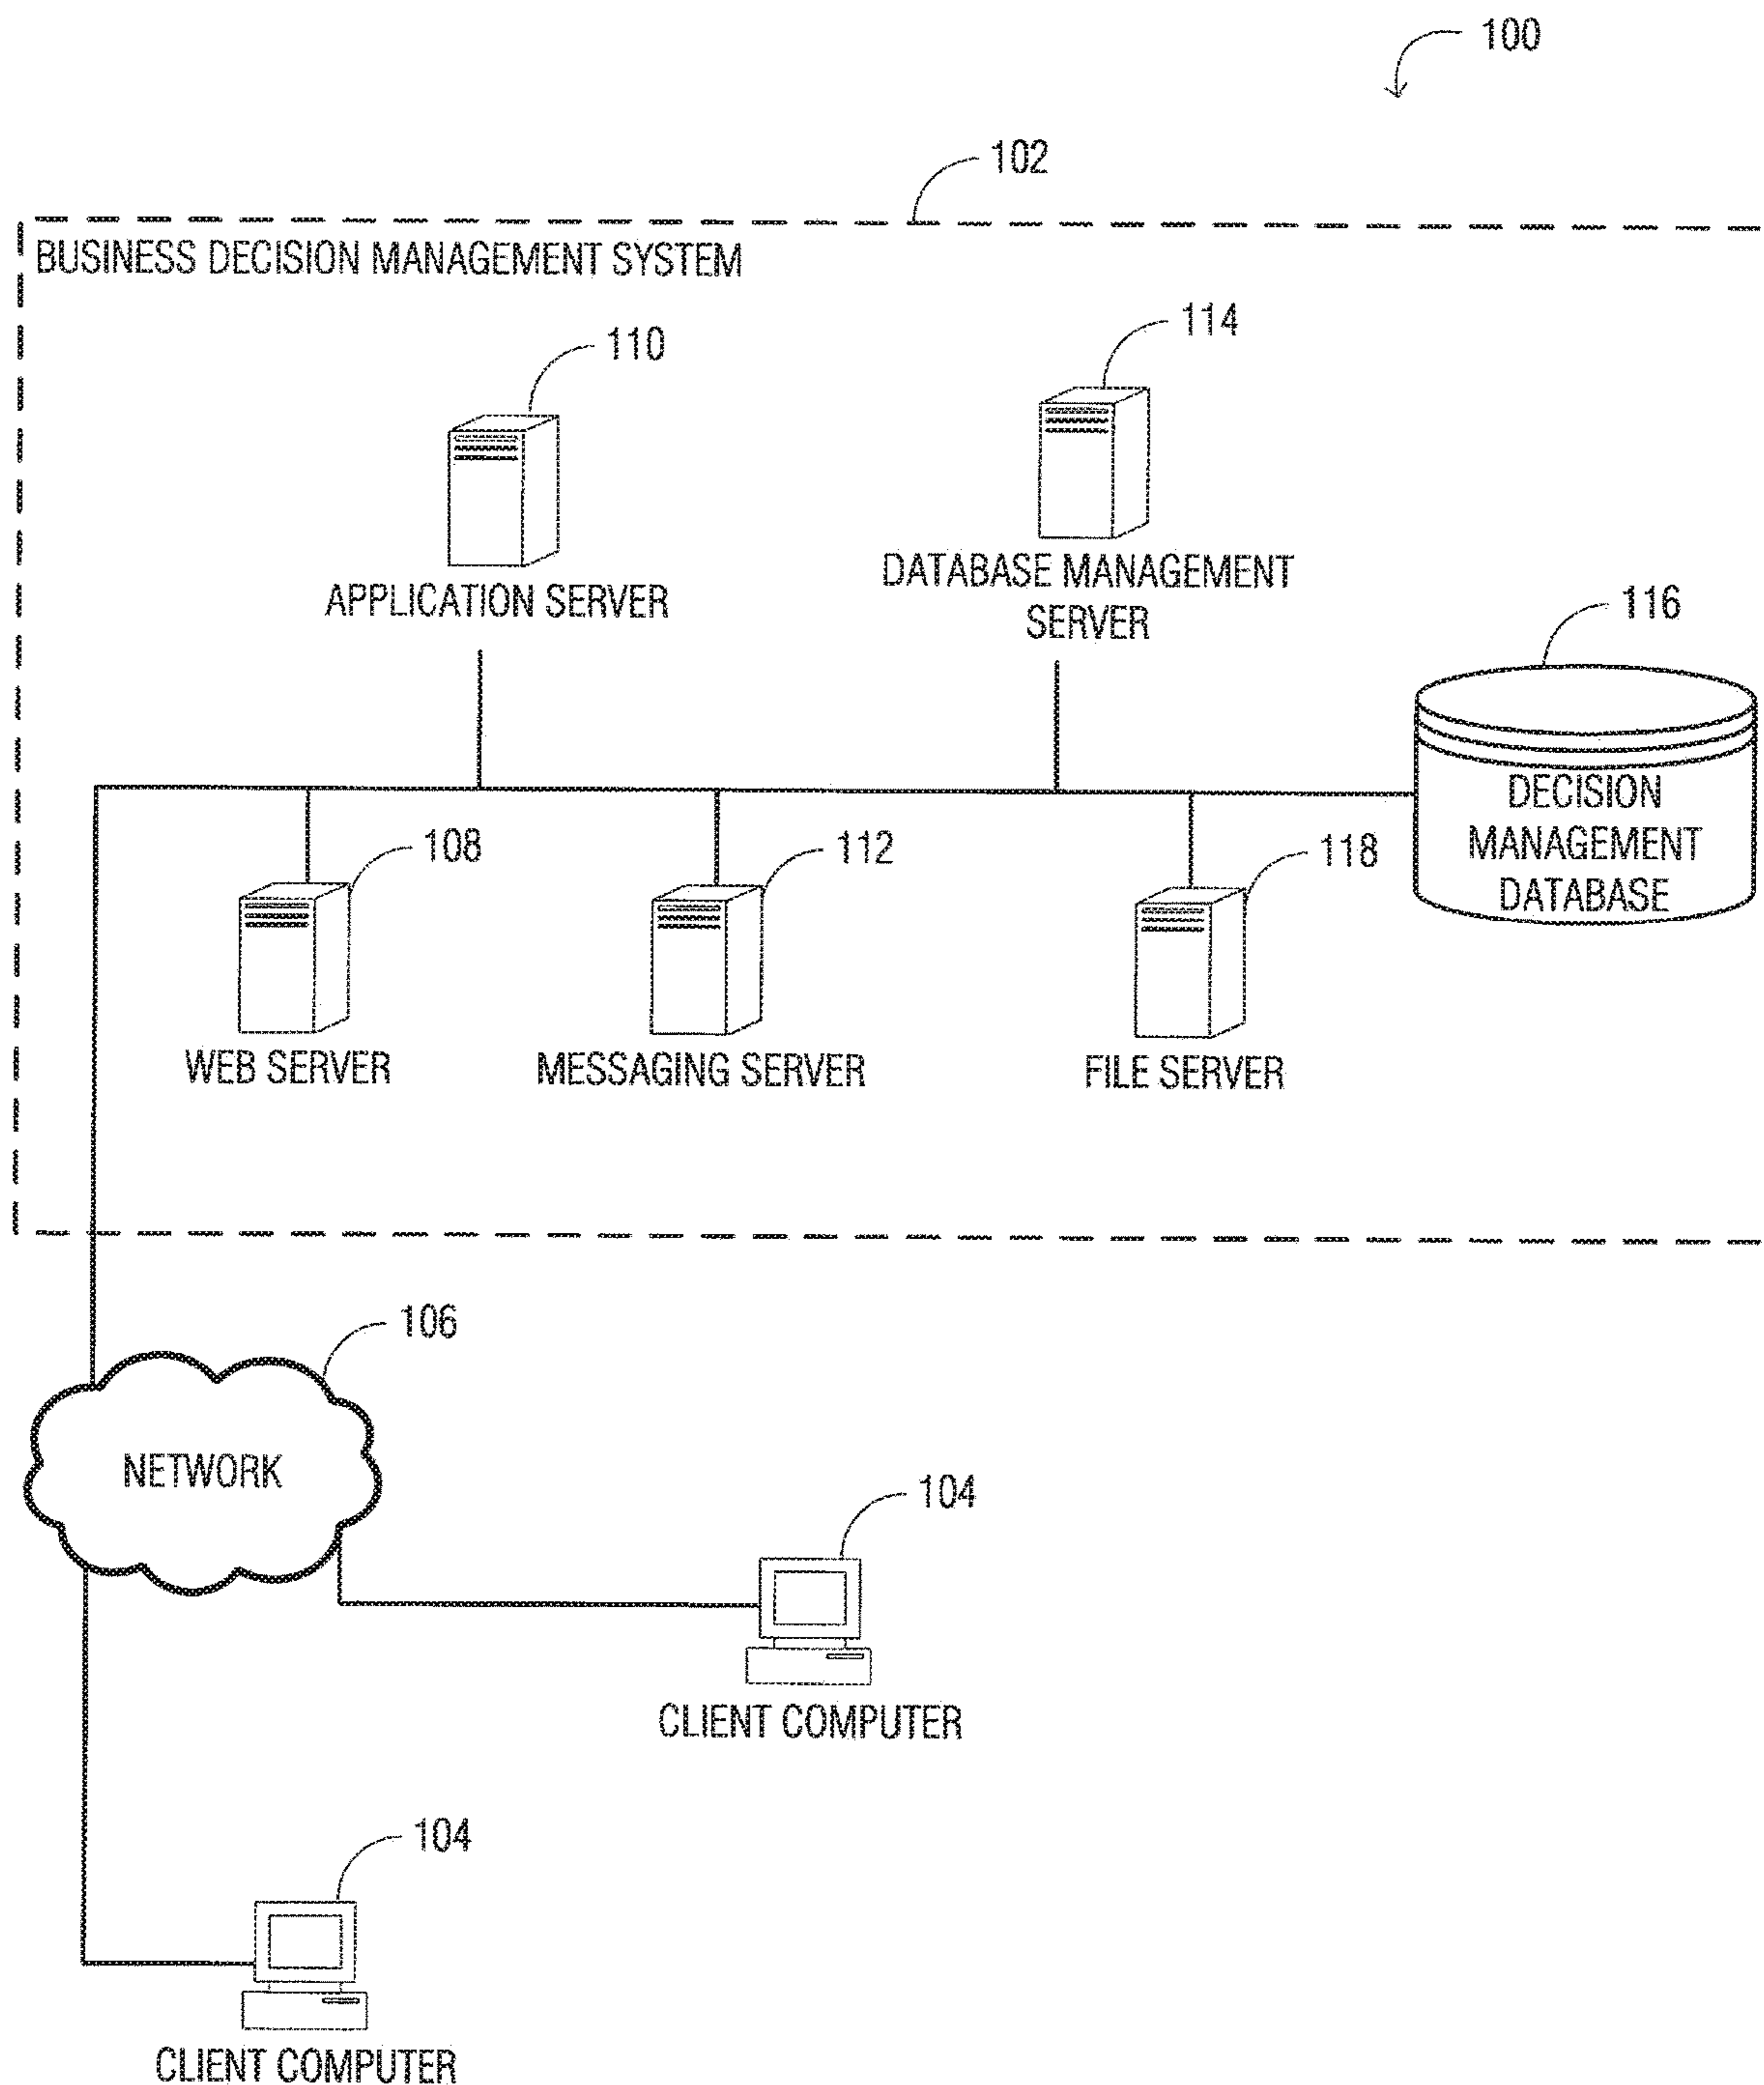 100
102
BUSINESS DECISION MANAGEMENT SYSTEM
110
114
APPLICATION SERVER
DATABASE MANAGEMENT
SERVER
116
DECISION
MANAGEMENT
DATABASE
108
112
118
WEB SERVER
MESSAGING SERVER
FILE SERVER
106
NETWORK
104
CLIENT COMPUTER
104
CLIENT COMPUTER